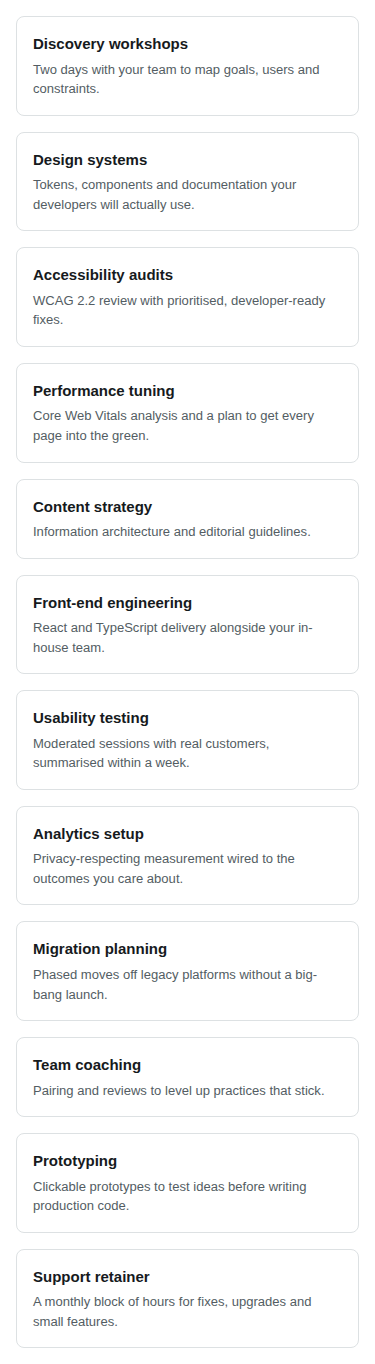 Discovery workshops
Two days with your team to map goals, users and
constraints.
Design systems
Tokens, components and documentation your
developers will actually use.
Accessibility audits
WCAG 2.2 review with prioritised, developer-ready
fixes.
Performance tuning
Core Web Vitals analysis and a plan to get every
page into the green.
Content strategy
Information architecture and editorial guidelines.
Front-end engineering
React and TypeScript delivery alongside your in-
house team.
Usability testing
Moderated sessions with real customers,
summarised within a week.
Analytics setup
Privacy-respecting measurement wired to the
outcomes you care about.
Migration planning
Phased moves off legacy platforms without a big-
bang launch.
Team coaching
Pairing and reviews to level up practices that stick.
Prototyping
Clickable prototypes to test ideas before writing
production code.
Support retainer
A monthly block of hours for fixes, upgrades and
small features.